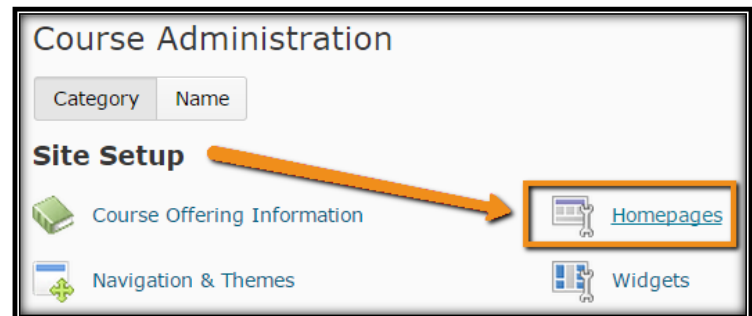 Course Administration
Category Name
Site Setup
Course Offering Information Homepages
Navigation & Themes Widgets